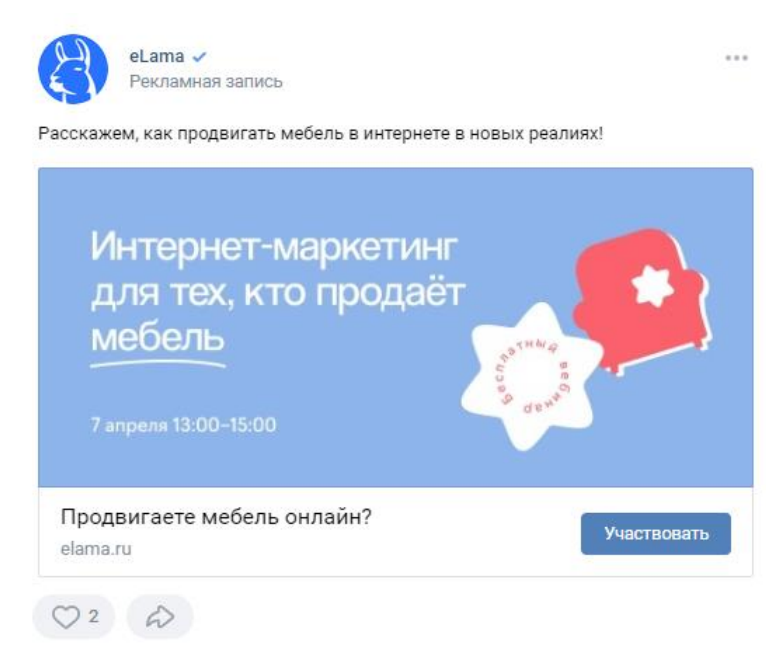 eLama
Рекламная запись
Расскажем, как продвигать мебель в интернете в новых реалиях!
Интернет-маркетинг
для тех, кто продаёт
мебель
Бесплатный вебинар
7 апреля 13:00–15:00
Продвигаете мебель онлайн?
elama.ru
Участвовать
2